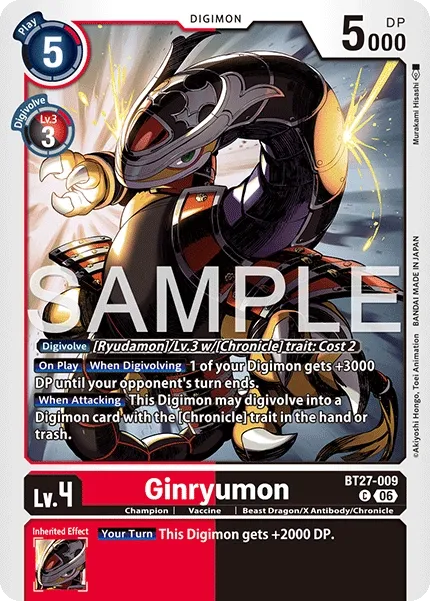 DIGIMON
Play
5
DP
5000
Digivolve
Lv.3
3
Murakami Hisashi
SAMPLE
©Akiyoshi Hongo, Toei Animation BANDAI MADE IN JAPAN
Digivolve [Ryudamon]/Lv.3 w/[Chronicle] trait: Cost 2
On Play When Digivolving 1 of your Digimon gets +3000
DP until your opponent's turn ends.
When Attacking This Digimon may digivolve into a
Digimon card with the [Chronicle] trait in the hand or
trash.
Lv.4
Ginryumon
BT27-009
C 06
Champion | Vaccine | Beast Dragon/X Antibody/Chronicle
Inherited Effect
Your Turn This Digimon gets +2000 DP.